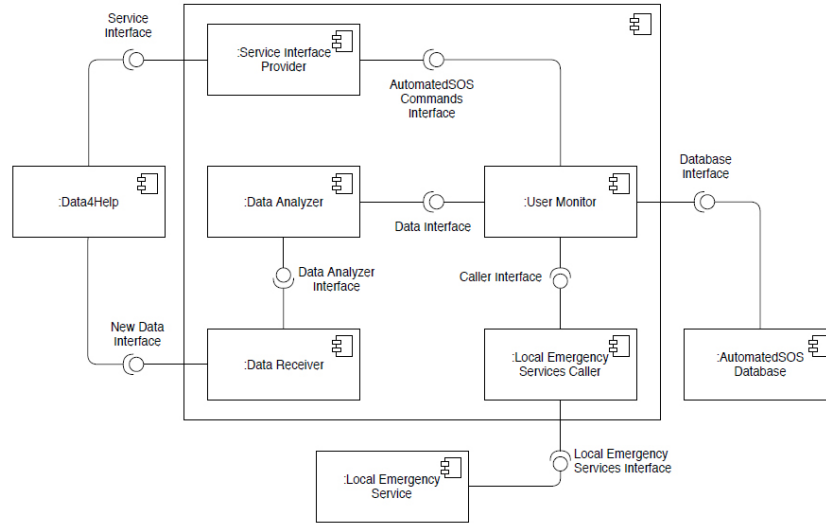 Service
Interface
:Service Interface
Provider
AutomatedSOS
Commands
Interface
Database
Interface
:Data4Help
:Data Analyzer
:User Monitor
Data Interface
Data Analyzer
Interface
Caller Interface
New Data
Interface
:Data Receiver
:Local Emergency
Services Caller
:AutomatedSOS
Database
Local Emergency
Services Interface
:Local Emergency
Service